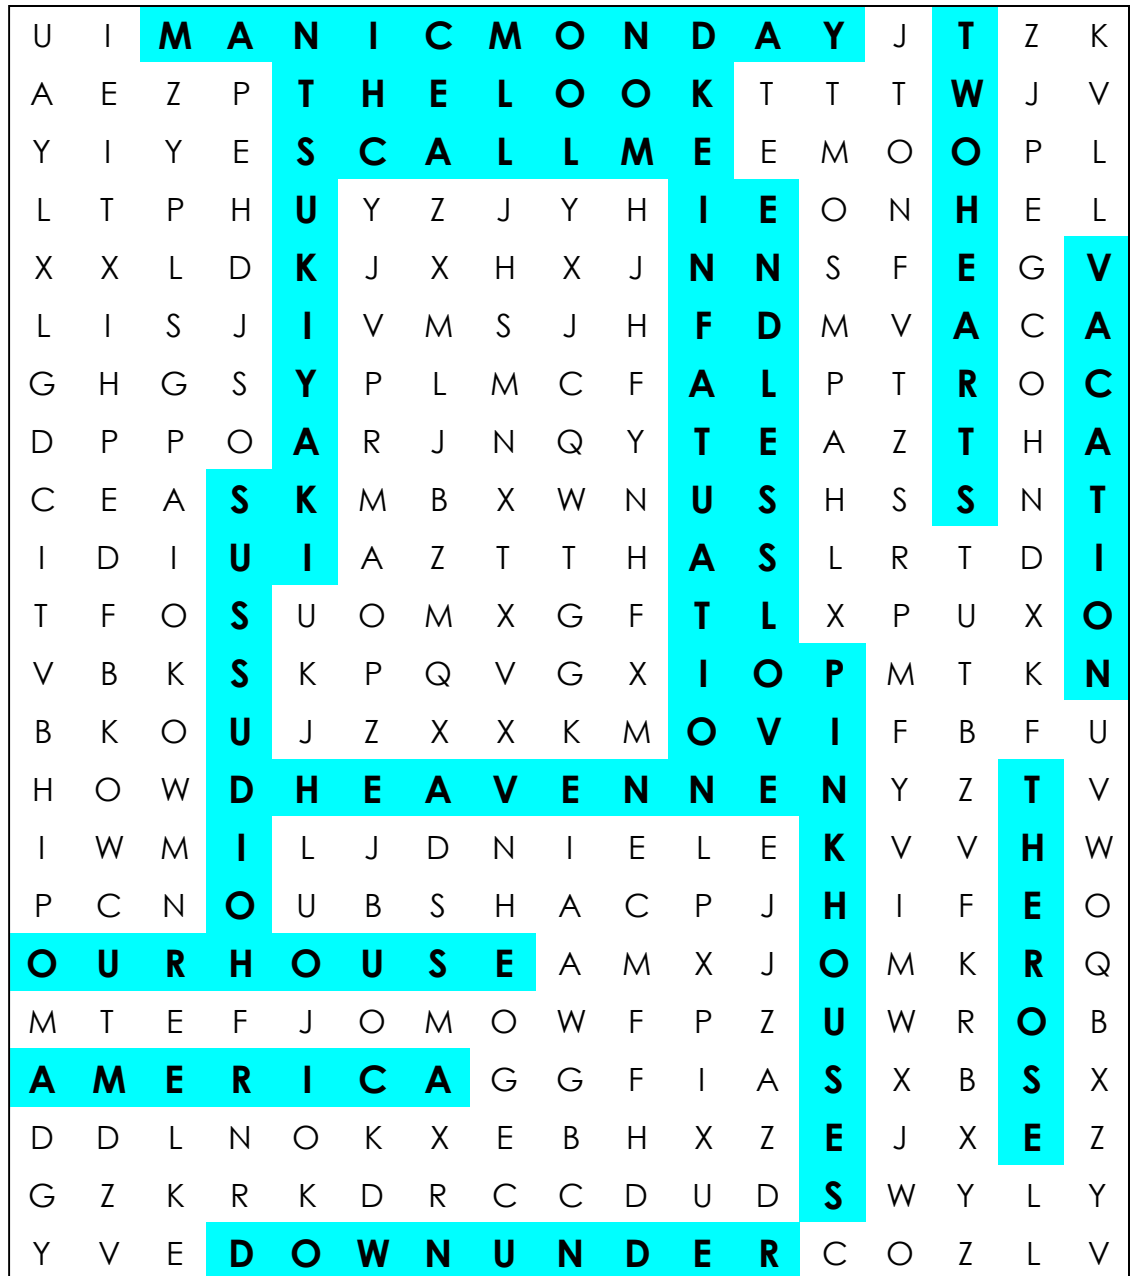 U I M A N I C M O N D A Y J T Z K
A E Z P T H E L O O K T T T W J V
Y I Y E S C A L L M E E M O O P L
L T P H U Y Z J Y H I E O N H E L
X X L D K J X H X J N N S F E G V
L I S J I V M S J H F D M V A C A
G H G S Y P L M C F A L P T R O C
D P P O A R J N Q Y T E A Z T H A
C E A S K M B X W N U S H S S N T
I D I U I A Z T T H A S L R T D I
T F O S U O M X G F T L X P U X O
V B K S K P Q V G X I O P M T K N
B K O U J Z X X K M O V I F B F U
H O W D H E A V E N N E N Y Z T V
I W M I L J D N I E L E K V V H W
P C N O U B S H A C P J H I F E O
O U R H O U S E A M X J O M K R Q
M T E F J O M O W F P Z U W R O B
A M E R I C A G G F I A S X B S X
D D L N O K X E B H X Z E J X E Z
G Z K R K D R C C D U D S W Y L Y
Y V E D O W N U N D E R C O Z L V